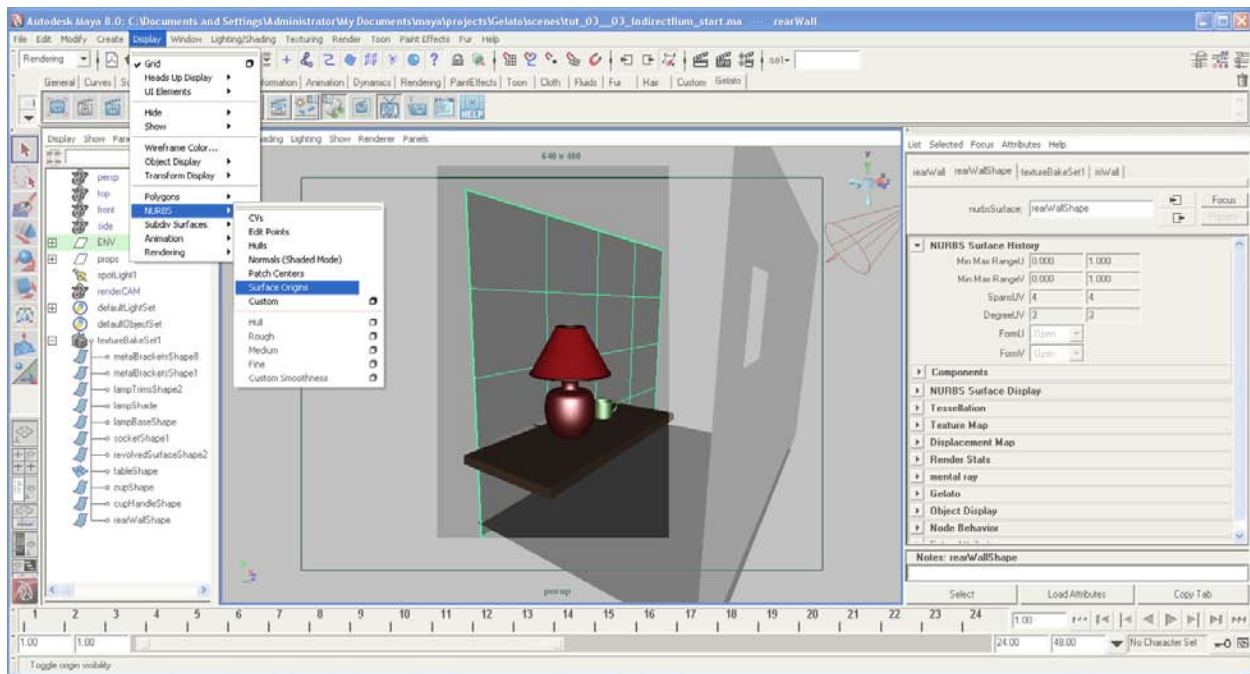 Autodesk Maya 8.0: C:\Documents and Settings\Administrator\My Documents\maya\projects\Gelato\scenes\tut_03__03_IndirectIlum_start.ma --- rearWall
File Edit Modify Create Display Window Lighting/Shading Texturing Render Toon Paint Effects Fur Help
Rendering
sel-
General Curves Animation Dynamics Rendering PaintEffects Toon Cloth Fluids Fur Hair Custom Gelato
HELP
Grid
Heads Up Display
UI Elements
Hide
Show
Wireframe Color...
Object Display
Transform Display
Polygons
NURBS
Subdiv Surfaces
Animation
Rendering
CVs
Edit Points
Hulls
Normals (Shaded Mode)
Patch Centers
Surface Origins
Custom
Hull
Rough
Medium
Fine
Custom Smoothness
Display Show
persp
top
front
side
ENV
props
spotLight1
renderCAM
defaultLightSet
defaultObjectSet
textureBakeSet1
metalBracketsShape8
metalBracketsShape1
lampTrimsShape2
lampShade
lampBaseShape
socketShape1
revolvedSurfaceShape2
tableShape
cupShape
cupHandleShape
rearWallShape
Lighting Show Renderer Panels
640 x 480
y
persp
List Selected Focus Attributes Help
rearWall rearWallShape textureBakeSet1 mWall
nurbsSurface: rearWallShape
Focus
Presets
NURBS Surface History
Min Max RangeU 0.000 1.000
Min Max RangeV 0.000 1.000
SpansUV 4 4
DegreeUV 3 3
FormU Open
FormV Open
Components
NURBS Surface Display
Tessellation
Texture Map
Displacement Map
Render Stats
mental ray
Gelato
Object Display
Node Behavior
Notes: rearWallShape
Select Load Attributes Copy Tab
1 2 3 4 5 6 7 8 9 10 11 12 13 14 15 16 17 18 19 20 21 22 23 24
1.00
1.00 1.00 24.00 48.00 No Character Set
Toggle origin visibility